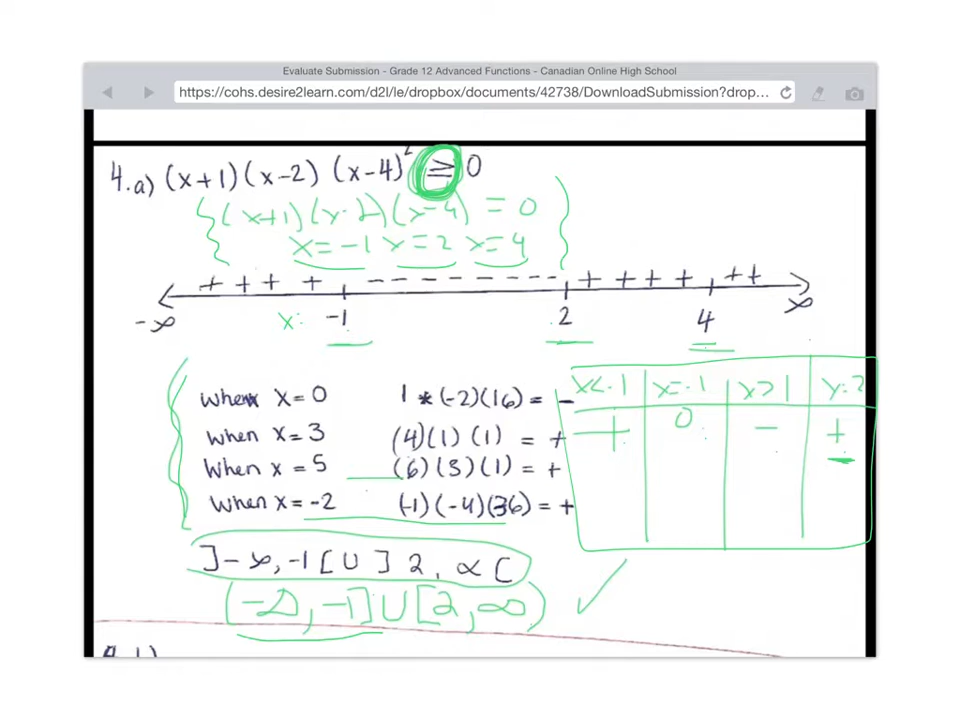 Evaluate Submission - Grade 12 Advanced Functions - Canadian Online High School
https://cohs.desire2learn.com/d2l/le/dropbox/documents/42738/DownloadSubmission?drop...
4.a) (x+1)(x-2) (x-4)² ≥ 0
(x+1)(x-2)(x-4) = 0
x=-1 x=2 x=4
+ + + + - - - - - - - - - + + + + + +
-∞ x: -1 2 4 ∞
when x=0 1 * (-2)(16) = -
when x=3 (4)(1)(1) = +
when x=5 (6)(3)(1) = +
when x=-2 (-1)(-4)(36) = +
x<-1 x=-1 x>1 x=2
+ 0 - +
]-∞,-1[ U ] 2, ∝ [
(-∞, -1] U [2, ∞)